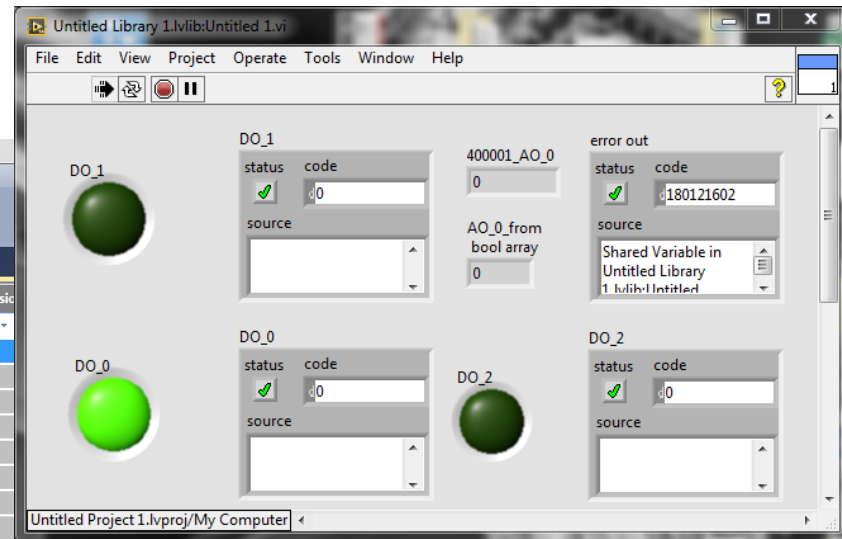 Untitled Library 1.lvlib:Untitled 1.vi
File Edit View Project Operate Tools Window Help
1
DO_1
DO_1
status code
d 0
source
400001_AO_0
0
AO_0_from
bool array
0
error out
status code
d 180121602
source
Shared Variable in
Untitled Library
1.lvlib:Untitled
DO_0
DO_0
status code
d 0
source
DO_2
DO_2
status code
d 0
source
Untitled Project 1.lvproj/My Computer